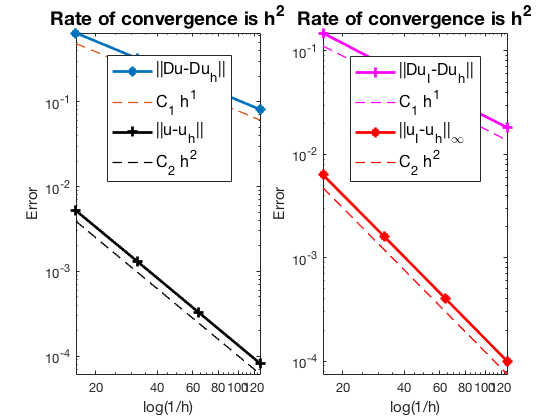 Rate of convergence is h²
||Du-Duₕ||
C₁ h¹
||u-uₕ||
C₂ h²
10⁻¹
10⁻²
10⁻³
10⁻⁴
Error
20 40 60 80 100 120
log(1/h)
Rate of convergence is h²
||Du_I-Duₕ||
C₁ h¹
||u_I-uₕ||_∞
C₂ h²
10⁻¹
10⁻²
10⁻³
10⁻⁴
Error
20 40 60 80 100 120
log(1/h)